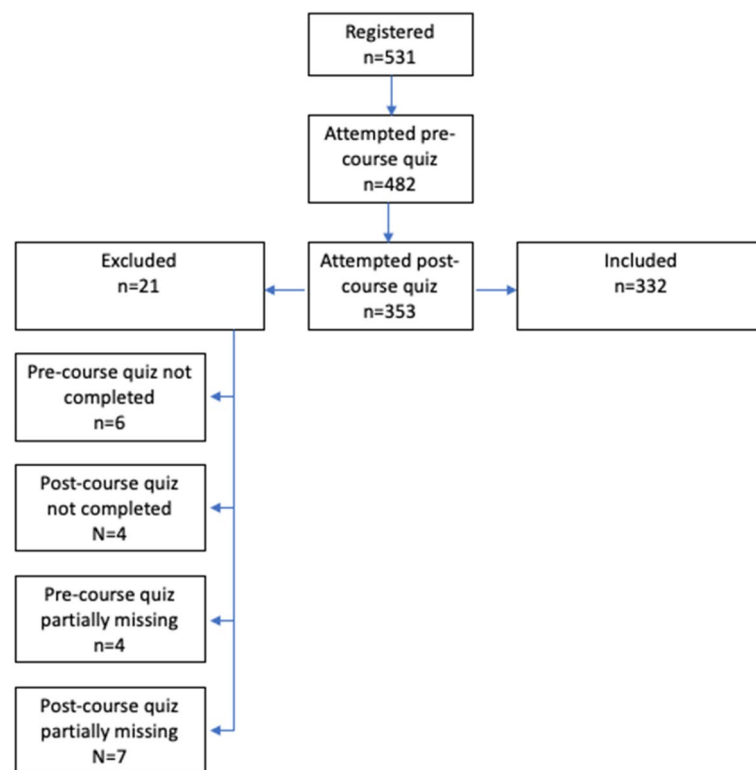 Registered
n=531
Attempted pre-
course quiz
n=482
Excluded
n=21
Attempted post-
course quiz
n=353
Included
n=332
Pre-course quiz not
completed
n=6
Post-course quiz
not completed
N=4
Pre-course quiz
partially missing
n=4
Post-course quiz
partially missing
N=7